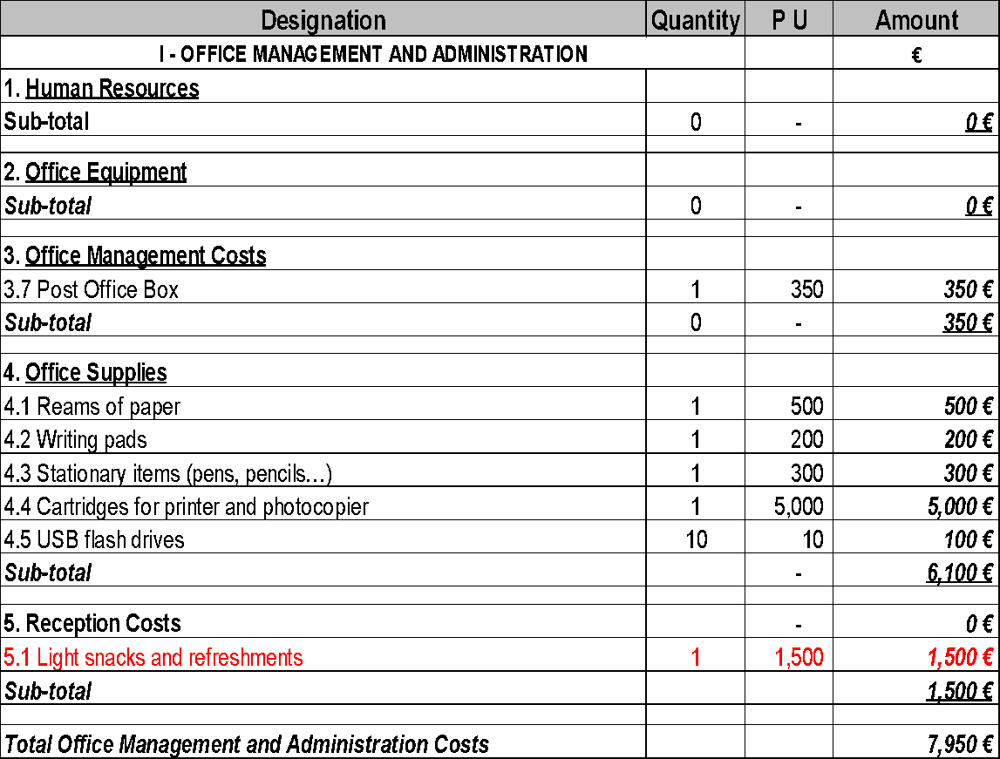 Designation Quantity P U Amount
I - OFFICE MANAGEMENT AND ADMINISTRATION €
1. Human Resources
Sub-total 0 - 0 €
2. Office Equipment
Sub-total 0 - 0 €
3. Office Management Costs
3.7 Post Office Box 1 350 350 €
Sub-total 0 - 350 €
4. Office Supplies
4.1 Reams of paper 1 500 500 €
4.2 Writing pads 1 200 200 €
4.3 Stationary items (pens, pencils…) 1 300 300 €
4.4 Cartridges for printer and photocopier 1 5,000 5,000 €
4.5 USB flash drives 10 10 100 €
Sub-total - 6,100 €
5. Reception Costs - 0 €
5.1 Light snacks and refreshments 1 1,500 1,500 €
Sub-total 1,500 €
Total Office Management and Administration Costs 7,950 €